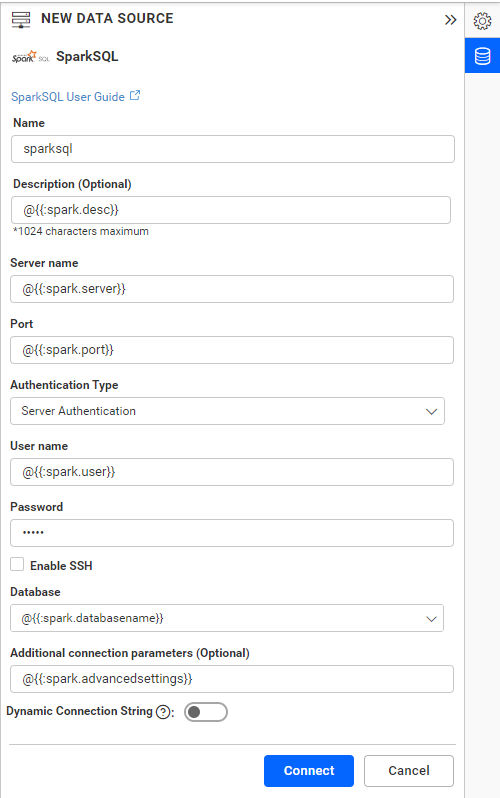 NEW DATA SOURCE
Spark SQL SparkSQL
SparkSQL User Guide
Name
sparksql
Description (Optional)
@{{:spark.desc}}
*1024 characters maximum
Server name
@{{:spark.server}}
Port
@{{:spark.port}}
Authentication Type
Server Authentication
User name
@{{:spark.user}}
Password
•••••
Enable SSH
Database
@{{:spark.databasename}}
Additional connection parameters (Optional)
@{{:spark.advancedsettings}}
Dynamic Connection String ? :
Connect Cancel